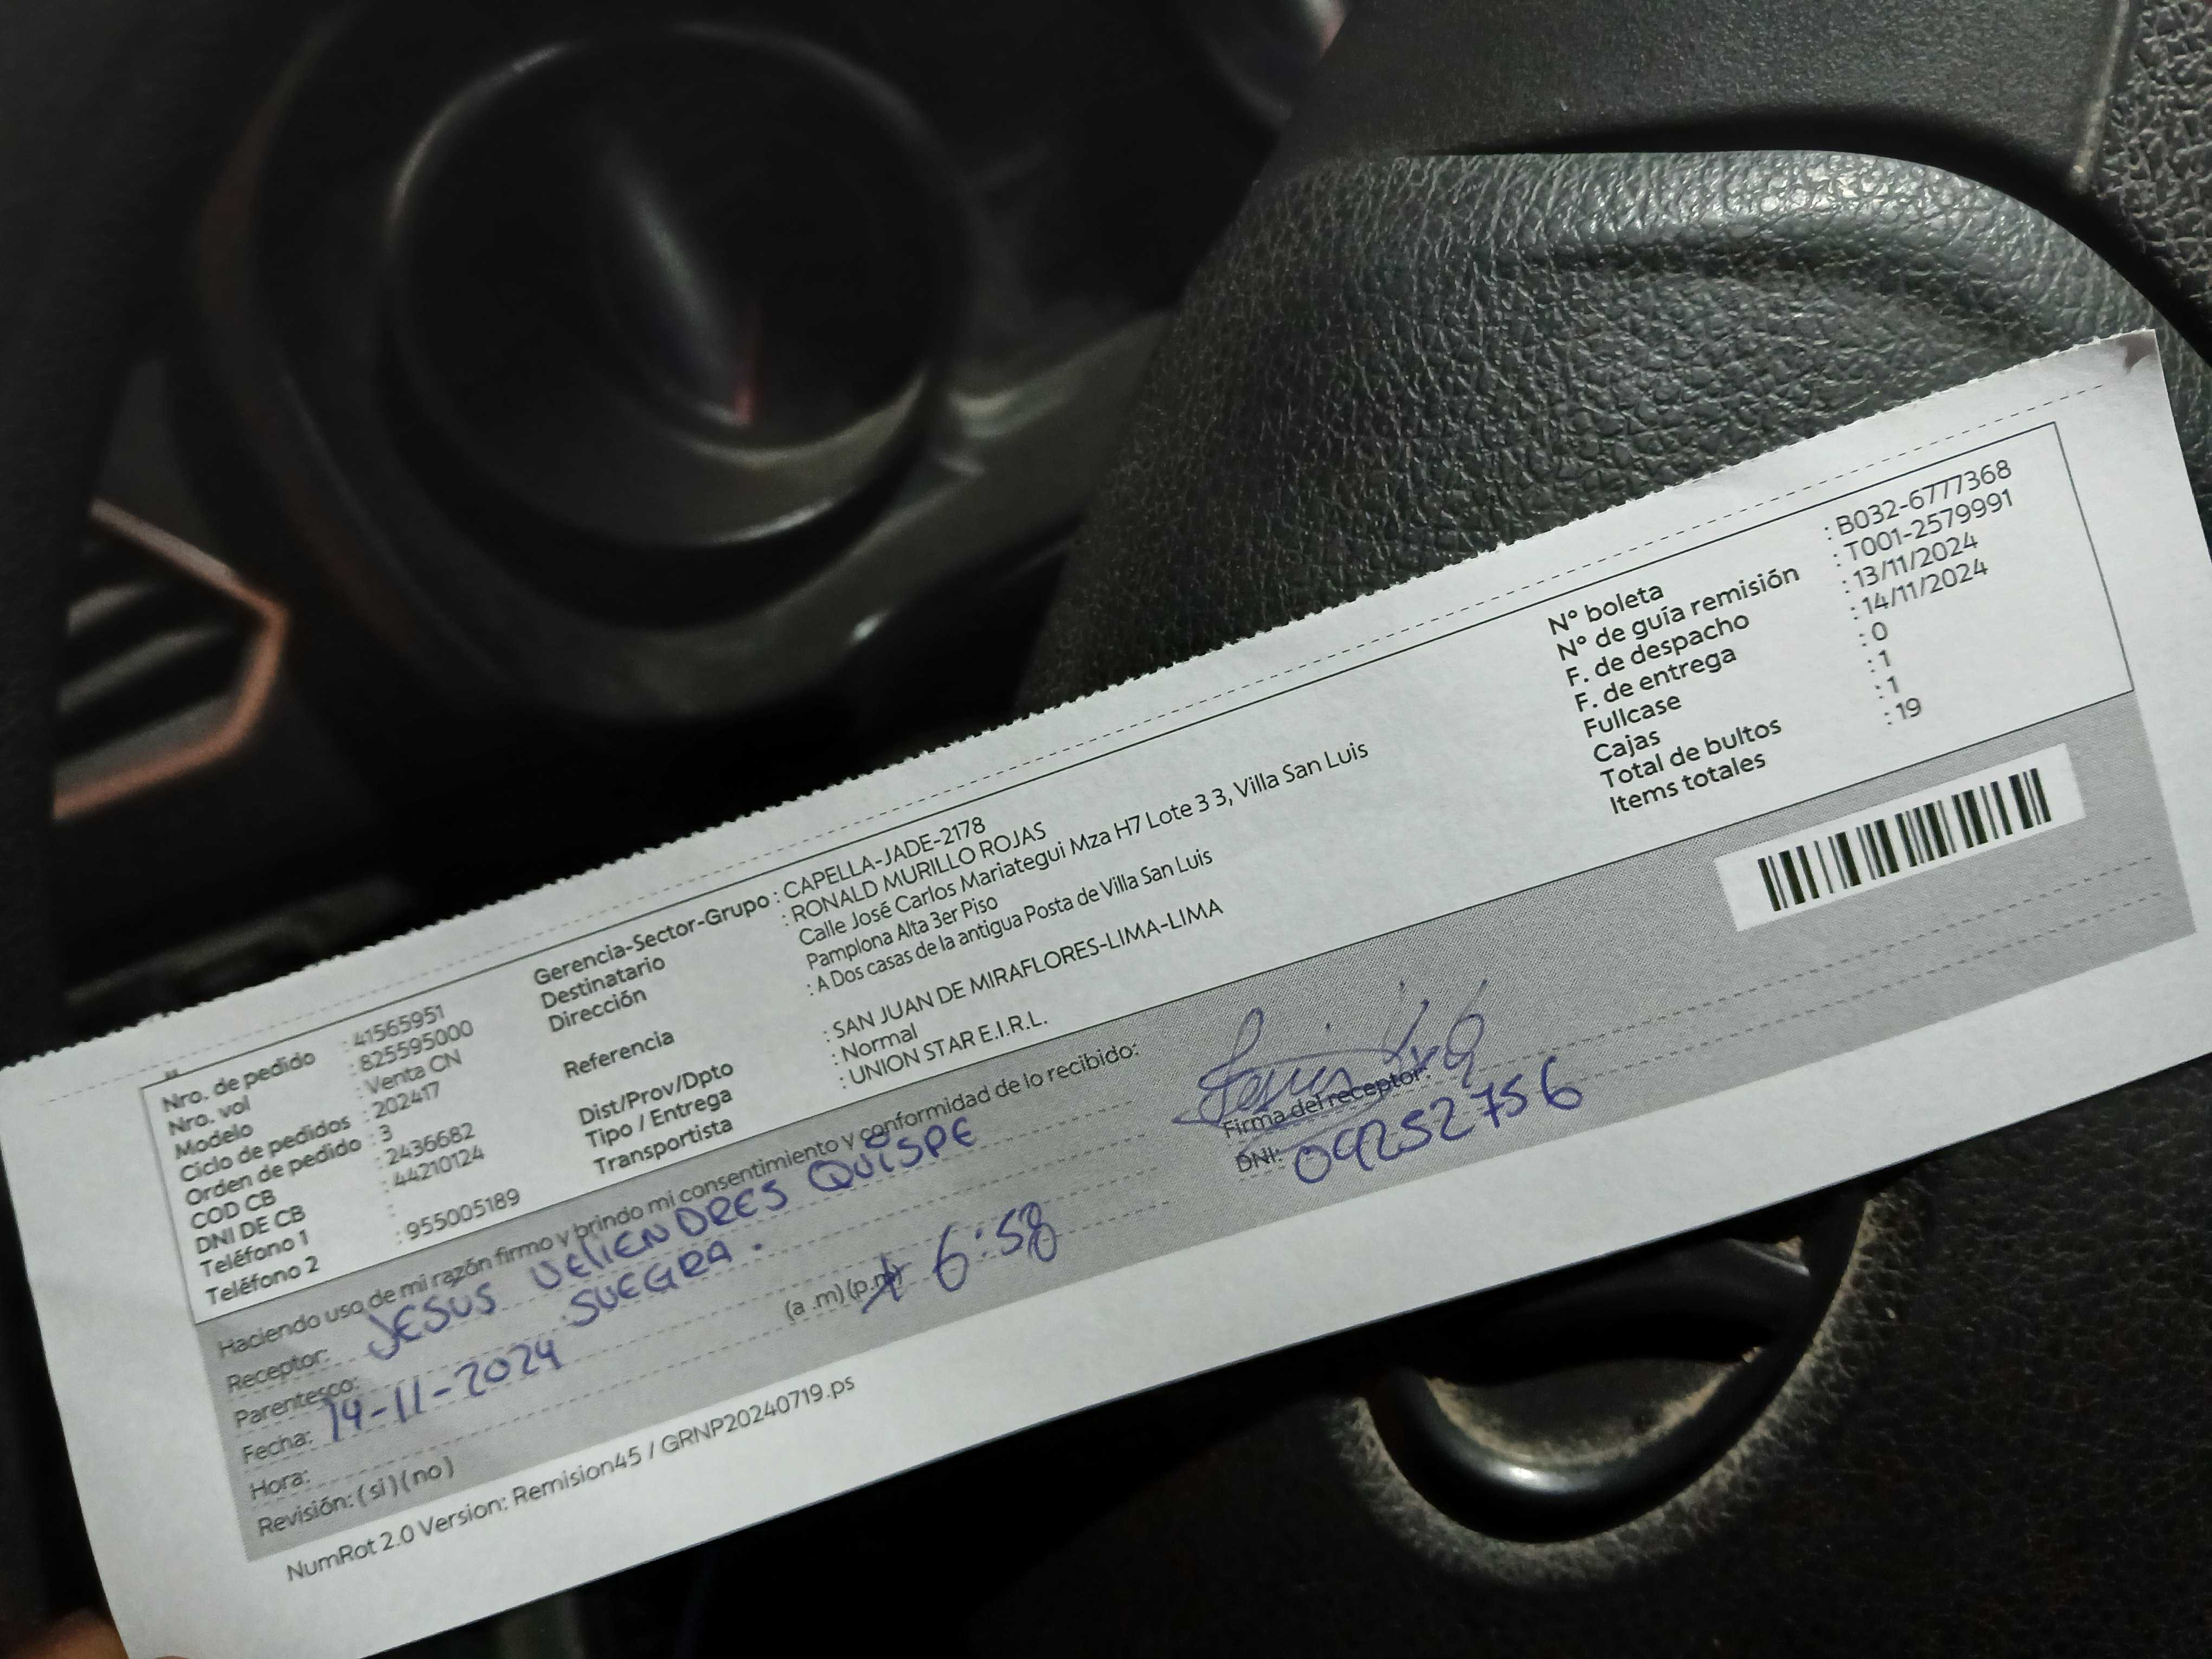 Nro. de pedido : 41565951
Nro. vol : 825595000
Modelo : Venta CN
Ciclo de pedidos : 202417
Orden de pedido : 3
COD CB : 2436682
DNI DE CB : 44210124
Teléfono 1 :
Teléfono 2 : 955005189
Gerencia-Sector-Grupo : CAPELLA-JADE-2178
Destinatario : RONALD MURILLO ROJAS
Dirección Calle José Carlos Mariategui Mza H7 Lote 3 3, Villa San Luis
Pamplona Alta 3er Piso
Referencia : A Dos casas de la antigua Posta de Villa San Luis
Dist/Prov/Dpto : SAN JUAN DE MIRAFLORES-LIMA-LIMA
Tipo / Entrega : Normal
Transportista : UNION STAR E.I.R.L.
N° boleta : B032-6777368
N° de guía remisión : T001-2579991
F. de despacho : 13/11/2024
F. de entrega : 14/11/2024
Fullcase : 0
Cajas : 1
Total de bultos : 1
Items totales : 19
Haciendo uso de mi razón firmo y brindo mi consentimiento y conformidad de lo recibido:
Receptor: JESUS VELIENDRES QUISPE
Parentesco: SUEGRA.
Fecha: 14-11-2024
Hora: (a .m) (p.m) 6:58
Revisión: ( si ) ( no )
Firma del receptor:
DNI: 09252756
NumRot 2.0 Version: Remision45 / GRNP20240719.ps